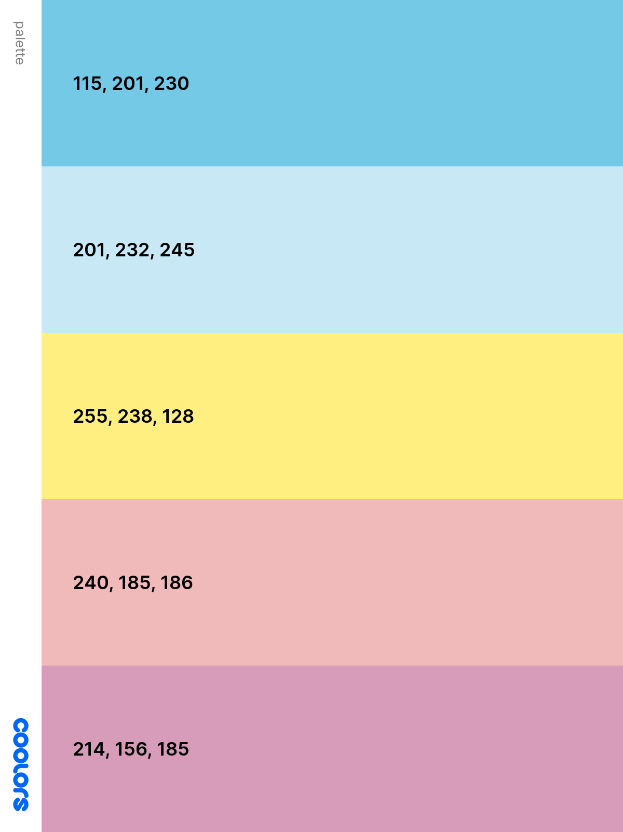 palette
115, 201, 230
201, 232, 245
255, 238, 128
240, 185, 186
214, 156, 185
coolors